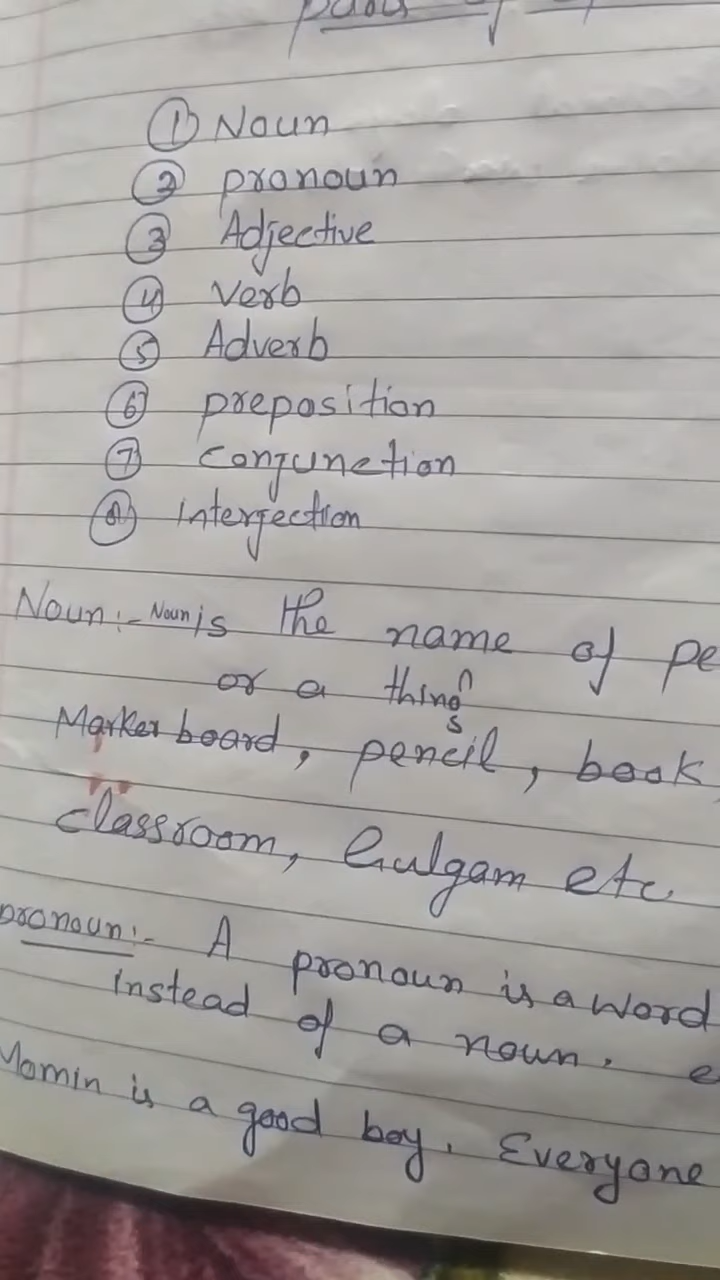 ① Noun
② pronoun
③ Adjective
④ Verb
⑤ Adverb
⑥ preposition
⑦ conjunction
⑧ interjection
Noun:- Noun is the name of pe
or a things
Marker board, pencil, book
classroom, Gulgam etc.
pronoun:- A pronoun is a word
instead of a noun. e
Momin is a good boy. Everyone